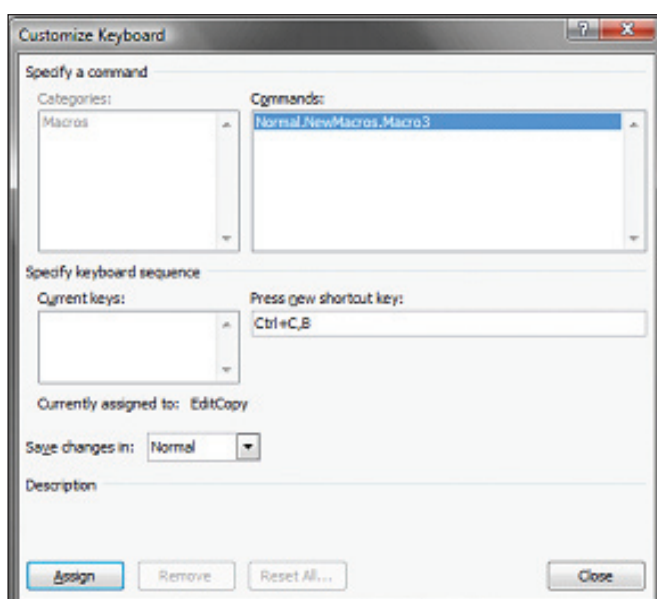 Customize Keyboard
Specify a command
Categories:
Commands:
Macros
Normal.NewMacros.Macro3
Specify keyboard sequence
Current keys:
Press new shortcut key:
Ctrl+C,B
Currently assigned to: EditCopy
Save changes in: Normal
Description
Assign Remove Reset All... Close